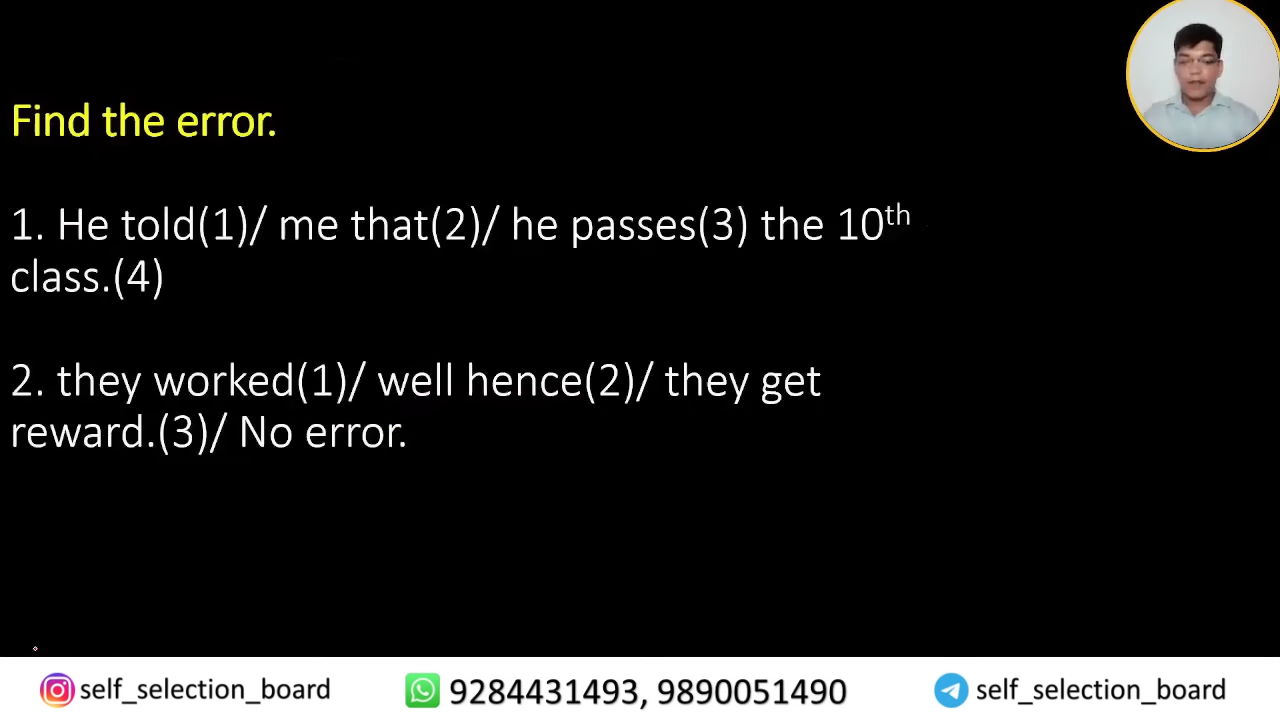 Find the error.
1. He told(1)/ me that(2)/ he passes(3) the 10th
class.(4)
2. they worked(1)/ well hence(2)/ they get
reward.(3)/ No error.
self_selection_board 9284431493, 9890051490 self_selection_board